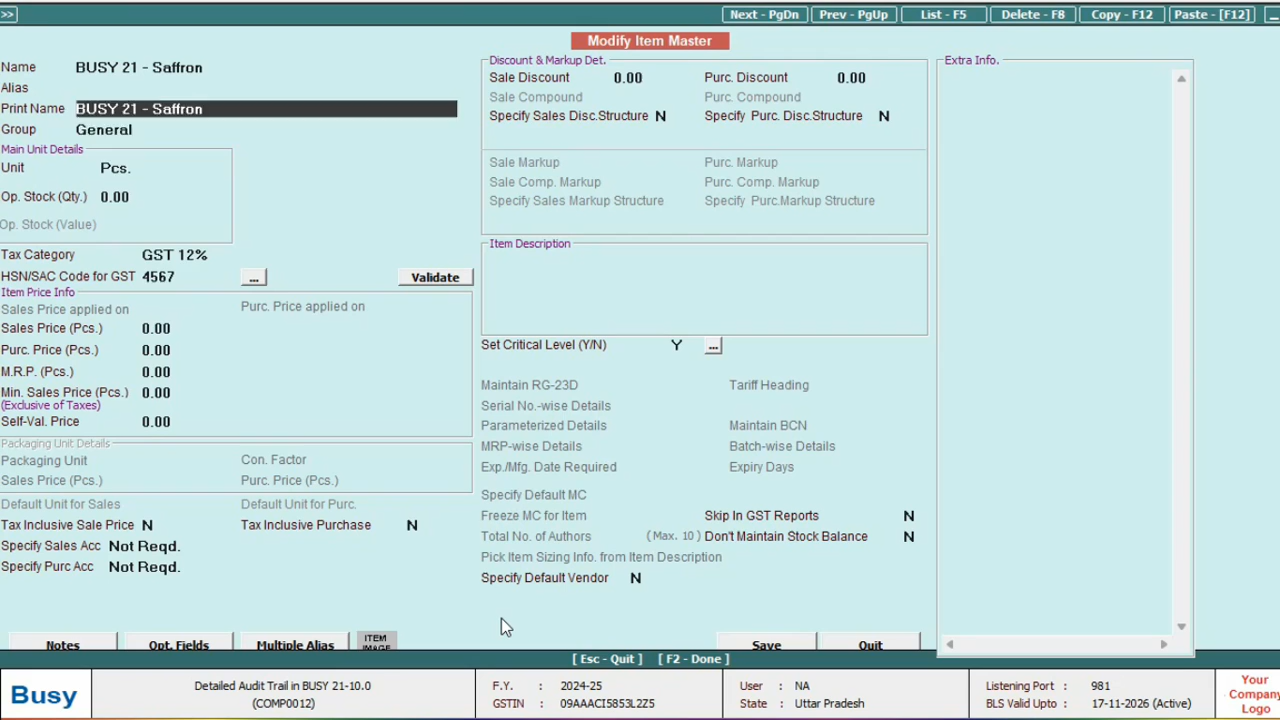 >>
Next - PgDn
Prev - PgUp
List - F5
Delete - F8
Copy - F12
Paste - [F12]
Modify Item Master
Name BUSY 21 - Saffron
Alias
Print Name BUSY 21 - Saffron
Group General
Main Unit Details
Unit Pcs.
Op. Stock (Qty.) 0.00
Op. Stock (Value)
Tax Category GST 12%
HSN/SAC Code for GST 4567 ... Validate
Item Price Info
Sales Price applied on Purc. Price applied on
Sales Price (Pcs.) 0.00
Purc. Price (Pcs.) 0.00
M.R.P. (Pcs.) 0.00
Min. Sales Price (Pcs.) 0.00
(Exclusive of Taxes)
Self-Val. Price 0.00
Packaging Unit Details
Packaging Unit Con. Factor
Sales Price (Pcs.) Purc. Price (Pcs.)
Default Unit for Sales Default Unit for Purc.
Tax Inclusive Sale Price N Tax Inclusive Purchase N
Specify Sales Acc Not Reqd.
Specify Purc Acc Not Reqd.
Notes
Opt. Fields
Multiple Alias
ITEM
IMAGE
Discount & Markup Det.
Sale Discount 0.00 Purc. Discount 0.00
Sale Compound Purc. Compound
Specify Sales Disc.Structure N Specify Purc. Disc.Structure N
Sale Markup Purc. Markup
Sale Comp. Markup Purc. Comp. Markup
Specify Sales Markup Structure Specify Purc.Markup Structure
Item Description
Set Critical Level (Y/N) Y ...
Maintain RG-23D Tariff Heading
Serial No.-wise Details
Parameterized Details Maintain BCN
MRP-wise Details Batch-wise Details
Exp./Mfg. Date Required Expiry Days
Specify Default MC
Freeze MC for Item Skip In GST Reports N
Total No. of Authors (Max. 10) Don't Maintain Stock Balance N
Pick Item Sizing Info. from Item Description
Specify Default Vendor N
Save
Quit
Extra Info.
[ Esc - Quit ] [ F2 - Done ]
Busy
Detailed Audit Trail in BUSY 21-10.0
(COMP0012)
F.Y. : 2024-25
GSTIN : 09AAACI5853L2Z5
User : NA
State : Uttar Pradesh
Listening Port : 981
BLS Valid Upto : 17-11-2026 (Active)
Your
Company
Logo